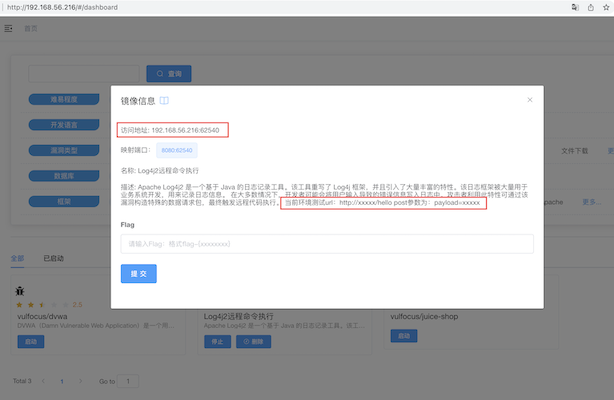 http://192.168.56.216/#/dashboard
首页
查询
难易程度
开发语言
漏洞类型
数据库
框架
文件下载
更
apache
更多
镜像信息
访问地址: 192.168.56.216:62540
映射端口:
8080:62540
名称: Log4j2远程命令执行
描述: Apache Log4j2 是一个基于 Java 的日志记录工具。该工具重写了 Log4j 框架，并且引入了大量丰富的特性。该日志框架被大量用于
业务系统开发，用来记录日志信息。 在大多数情况下，开发者可能会将用户输入导致的错误信息写入日志中。攻击者利用此特性可通过该
漏洞构造特殊的数据请求包，最终触发远程代码执行。 当前环境测试url：http://xxxxx/hello post参数为：payload=xxxxx
Flag
请输入Flag：格式flag-{xxxxxxxx}
提 交
全部
已启动
2.5
vulfocus/dvwa
DVWA（Damn Vulnerable Web Application）是一个用...
启动
Log4j2远程命令执行
Apache Log4j2 是一个基于 Java 的日志记录工具。该工...
停止
删除
vulfocus/juice-shop
启动
Total 3
1
Go to
1